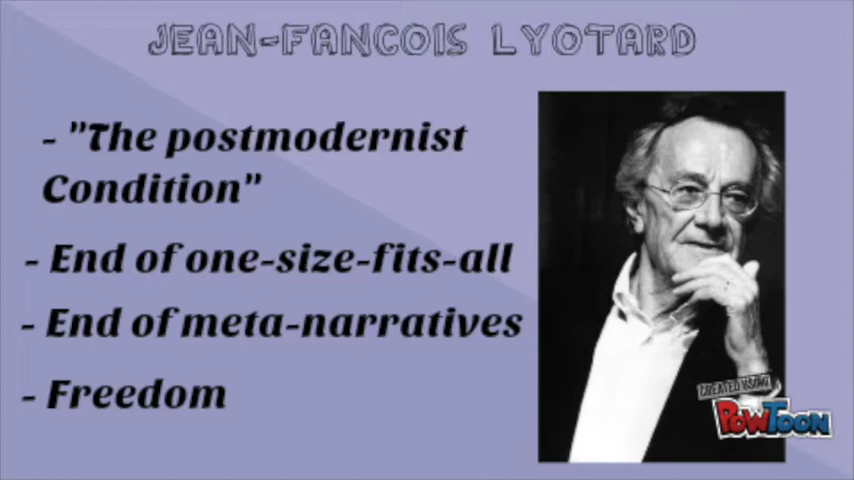 JEAN-FANCOIS LYOTARD
- "The postmodernist
Condition"
- End of one-size-fits-all
- End of meta-narratives
- Freedom
CREATED USING
POWTOON